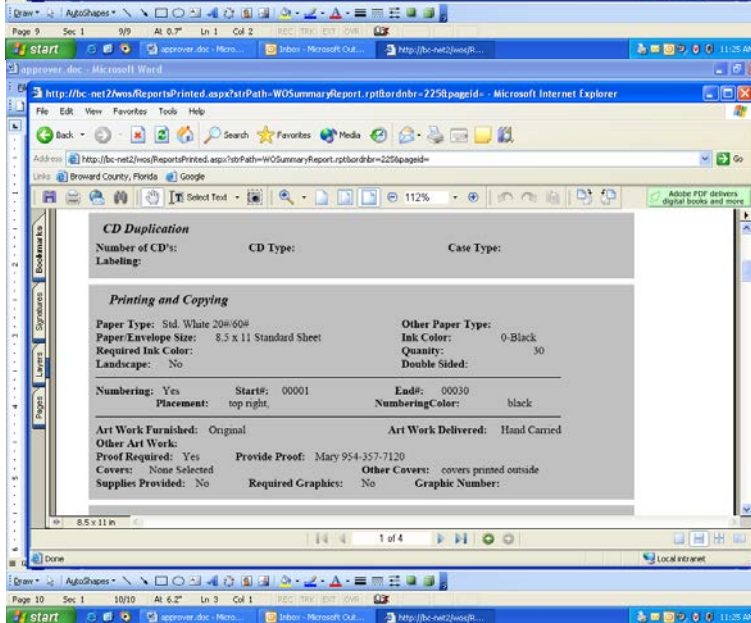 Draw AutoShapes
Page 9 Sec 1 9/9 At 0.7" Ln 1 Col 2 REC TRK EXT OVR
start approver.doc - Micro... Inbox - Microsoft Out... http://bc-net2/wos/R... 11:25 AM
approver.doc - Microsoft Word
http://bc-net2/wos/ReportsPrinted.aspx?strPath=WOSummaryReport.rpt&ordnbr=225&pageid= - Microsoft Internet Explorer
File Edit View Favorites Tools Help
Back Search Favorites Media
Address http://bc-net2/wos/ReportsPrinted.aspx?strPath=WOSummaryReport.rpt&ordnbr=225&pageid= Go
Links Broward County, Florida Google
Select Text 112% Adobe PDF delivers
digital books and more
Bookmarks
Signatures
Layers
Pages
CD Duplication
Number of CD's: CD Type: Case Type:
Labeling:
Printing and Copying
Paper Type: Std. White 20#/60# Other Paper Type:
Paper/Envelope Size: 8.5 x 11 Standard Sheet Ink Color: 0-Black
Required Ink Color: Quanity: 30
Landscape: No Double Sided:
Numbering: Yes Start#: 00001 End#: 00030
Placement: top right, NumberingColor: black
Art Work Furnished: Original Art Work Delivered: Hand Carried
Other Art Work:
Proof Required: Yes Provide Proof: Mary 954-357-7120
Covers: None Selected Other Covers: covers printed outside
Supplies Provided: No Required Graphics: No Graphic Number:
8.5 x 11 in
1 of 4
Done Local intranet
Draw AutoShapes
Page 10 Sec 1 10/10 At 6.2" Ln 3 Col 1 REC TRK EXT OVR
start approver.doc - Micro... Inbox - Microsoft Out... http://bc-net2/wos/R... 11:25 AM